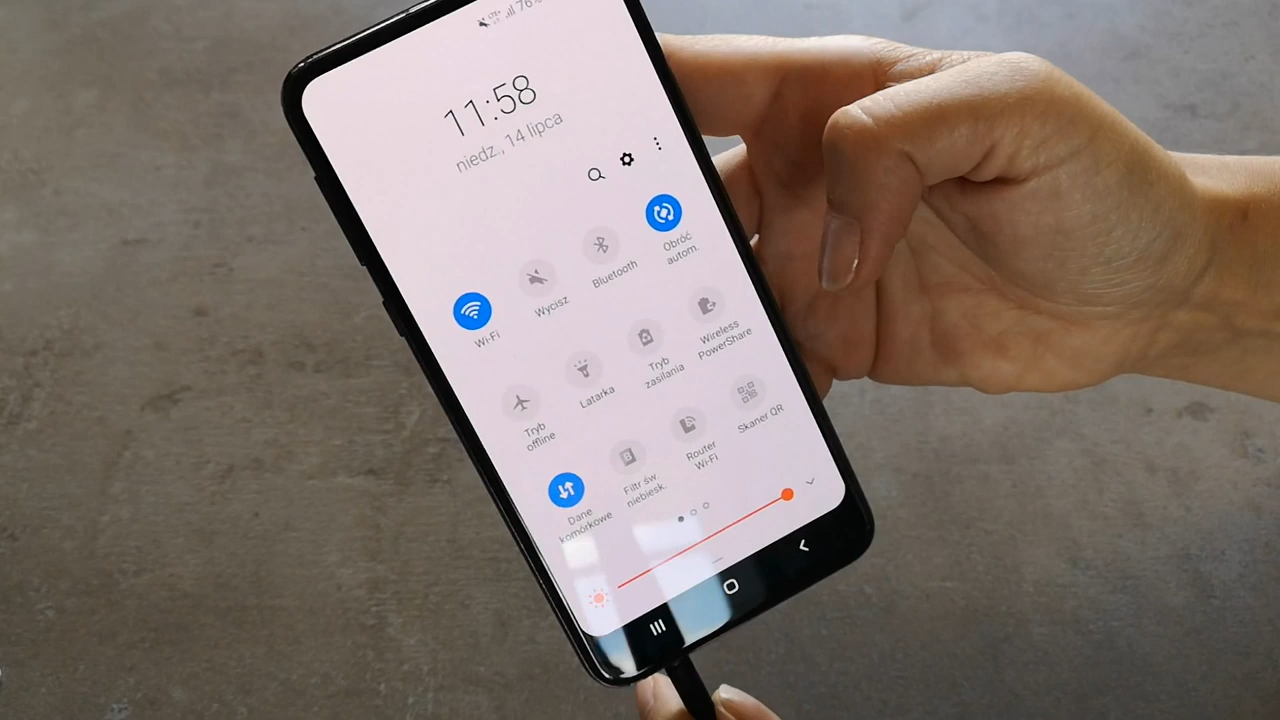 76%
11:58
niedz., 14 lipca
Wi-Fi
Wycisz
Bluetooth
Obróć
autom.
Tryb
offline
Latarka
Tryb
zasilania
Wireless
PowerShare
Dane
komórkowe
Filtr św.
niebiesk.
Router
Wi-Fi
Skaner QR